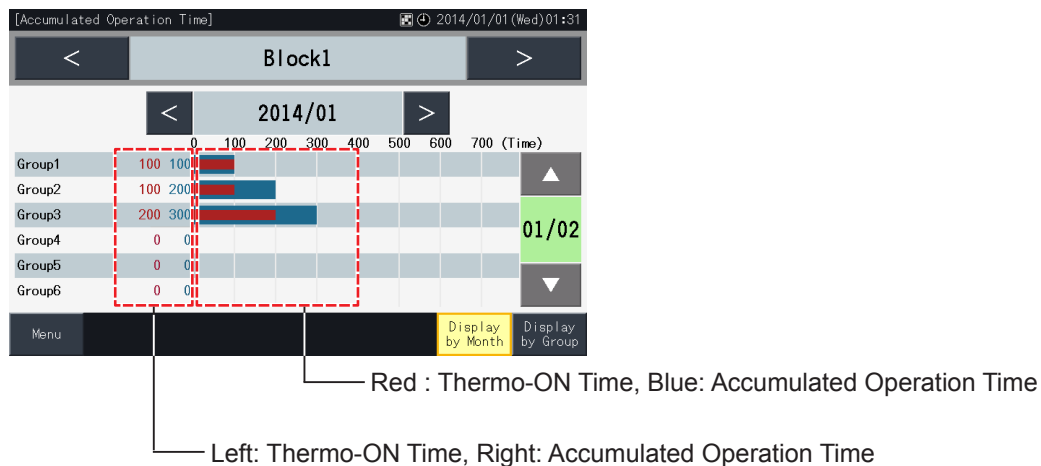 [Accumulated Operation Time] 2014/01/01(Wed)01:31
< Block1 >
< 2014/01 >
0 100 200 300 400 500 600 700 (Time)
Group1 100 100
Group2 100 200
Group3 200 300
01/02
Group4 0 0
Group5 0 0
Group6 0 0
Menu
Display by Month
Display by Group
Red : Thermo-ON Time, Blue: Accumulated Operation Time
Left: Thermo-ON Time, Right: Accumulated Operation Time